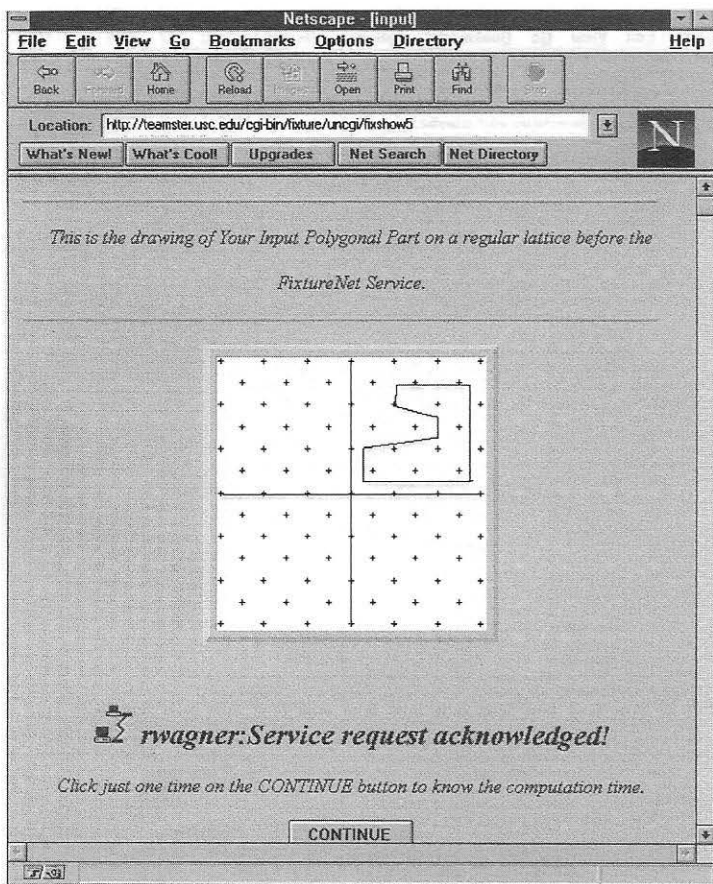 Netscape - [input]
File Edit View Go Bookmarks Options Directory Help
Back Forward Home Reload Images Open Print Find Stop
Location: http://teamster.usc.edu/cgi-bin/fixture/uncgi/fixshow5
N
What's New! What's Cool! Upgrades Net Search Net Directory
This is the drawing of Your Input Polygonal Part on a regular lattice before the
FixtureNet Service.
rwagner:Service request acknowledged!
Click just one time on the CONTINUE button to know the computation time.
CONTINUE